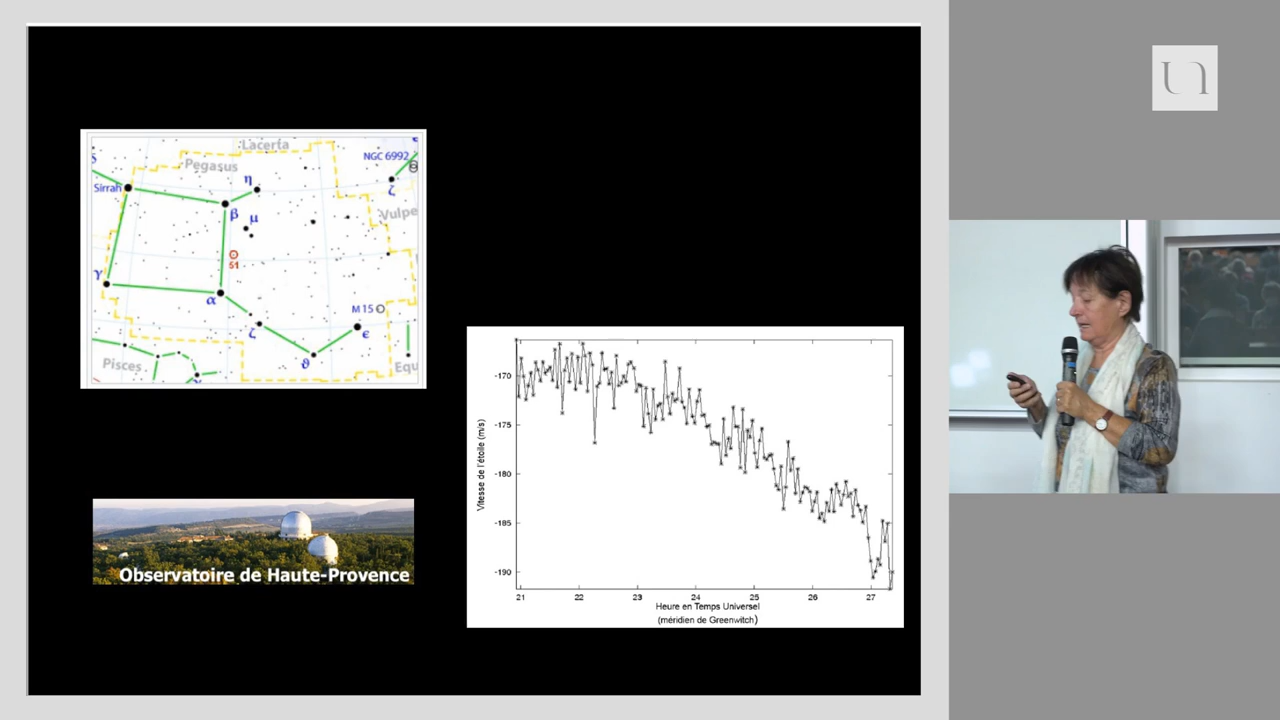 Lacerta
Pegasus
NGC 6992
Sirrah
η
β
μ
ζ
Vulpe
51
γ
α
M 15
ζ
ε
ϑ
Pisces
Equ
Vitesse de l'étoile (m/s)
-170
-175
-180
-185
-190
21 22 23 24 25 26 27
Heure en Temps Universel
(méridien de Greenwitch)
Observatoire de Haute-Provence